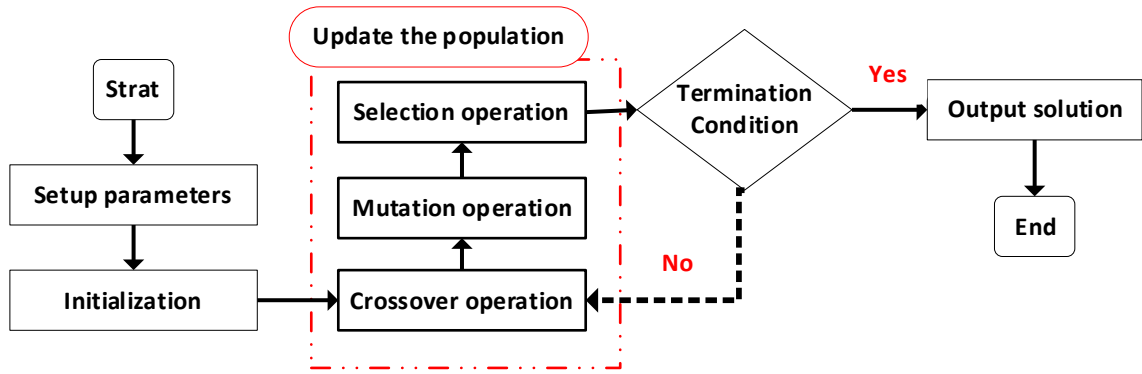 Strat
Setup parameters
Initialization
Update the population
Selection operation
Mutation operation
Crossover operation
Termination
Condition
Yes
No
Output solution
End